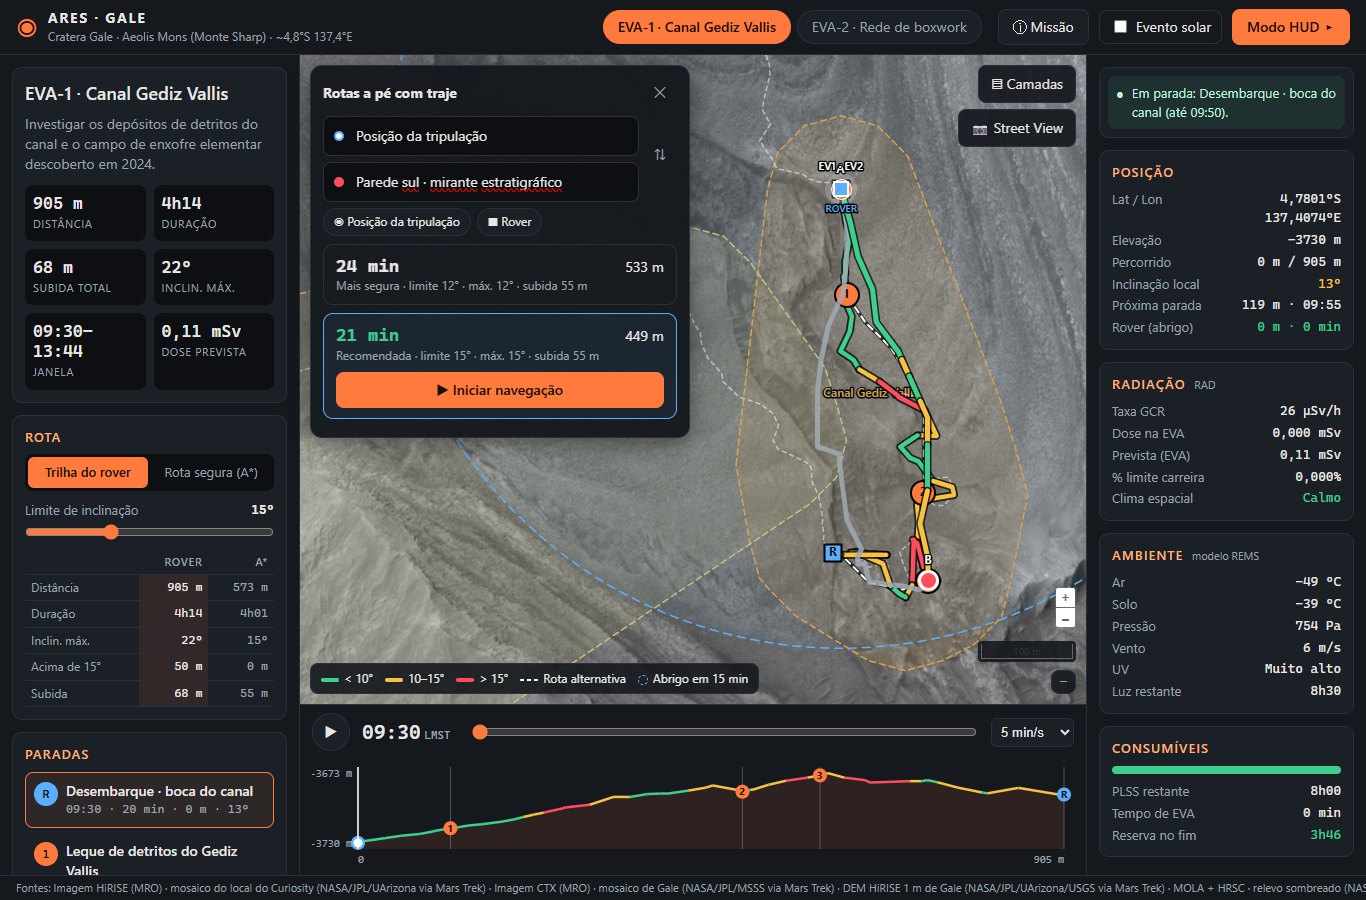 ARES · GALE
Cratera Gale · Aeolis Mons (Monte Sharp) · ~4,8°S 137,4°E
EVA-1 · Canal Gediz Vallis
EVA-2 · Rede de boxwork
Missão
Evento solar
Modo HUD ▸
EVA-1 · Canal Gediz Vallis
Investigar os depósitos de detritos do
canal e o campo de enxofre elementar
descoberto em 2024.
905 m
DISTÂNCIA
4h14
DURAÇÃO
68 m
SUBIDA TOTAL
22°
INCLIN. MÁX.
09:30–
13:44
JANELA
0,11 mSv
DOSE PREVISTA
ROTA
Trilha do rover
Rota segura (A*)
Limite de inclinação 15°
ROVER A*
Distância 905 m 573 m
Duração 4h14 4h01
Inclin. máx. 22° 15°
Acima de 15° 50 m 0 m
Subida 68 m 55 m
PARADAS
R Desembarque · boca do canal
09:30 · 20 min · 0 m · 13°
1 Leque de detritos do Gediz
Vallis
Rotas a pé com traje
Posição da tripulação
Parede sul · mirante estratigráfico
Posição da tripulação
Rover
24 min 533 m
Mais segura · limite 12° · máx. 12° · subida 55 m
21 min 449 m
Recomendada · limite 15° · máx. 15° · subida 55 m
▶ Iniciar navegação
Camadas
Street View
EV1 EV2
ROVER
1
Canal Gediz Vallis
2
R
B
+
−
100 m
−
< 10°
10–15°
> 15°
Rota alternativa
Abrigo em 15 min
09:30 LMST
5 min/s
-3673 m
-3730 m
1
2
3
R
0
905 m
Em parada: Desembarque · boca do
canal (até 09:50).
POSIÇÃO
Lat / Lon 4,7801°S
137,4074°E
Elevação −3730 m
Percorrido 0 m / 905 m
Inclinação local 13°
Próxima parada 119 m · 09:55
Rover (abrigo) 0 m · 0 min
RADIAÇÃO RAD
Taxa GCR 26 µSv/h
Dose na EVA 0,000 mSv
Prevista (EVA) 0,11 mSv
% limite carreira 0,000%
Clima espacial Calmo
AMBIENTE modelo REMS
Ar −49 °C
Solo −39 °C
Pressão 754 Pa
Vento 6 m/s
UV Muito alto
Luz restante 8h30
CONSUMÍVEIS
PLSS restante 8h00
Tempo de EVA 0 min
Reserva no fim 3h46
Fontes: Imagem HiRISE (MRO) · mosaico do local do Curiosity (NASA/JPL/UArizona via Mars Trek) · Imagem CTX (MRO) · mosaico de Gale (NASA/JPL/MSSS via Mars Trek) · DEM HiRISE 1 m de Gale (NASA/JPL/UArizona/USGS via Mars Trek) · MOLA + HRSC · relevo sombreado (NAS